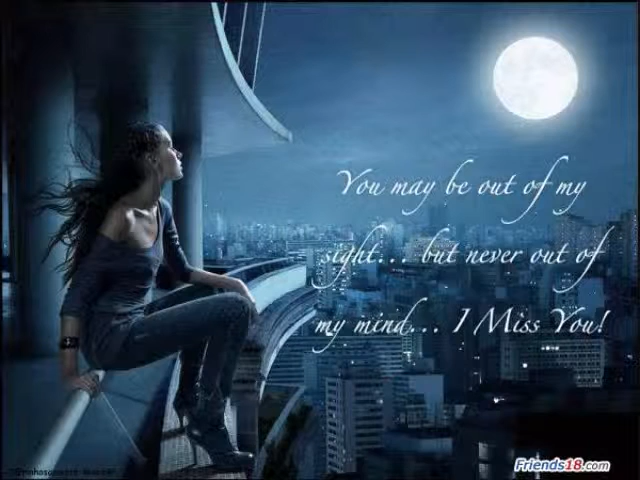 You may be out of my
sight... but never out of
my mind... I Miss You!
Friends18.com